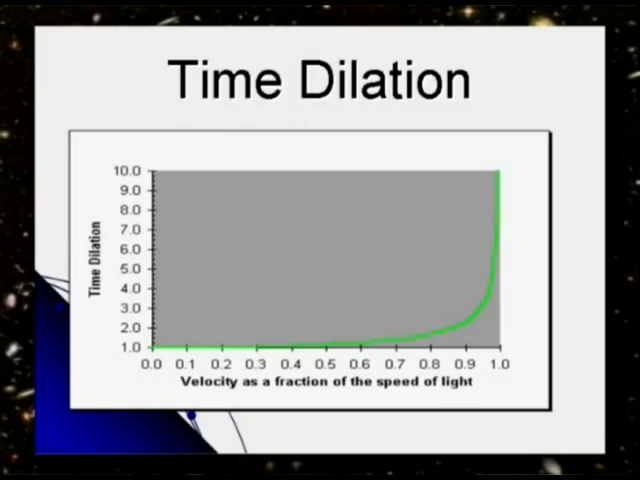 Time Dilation
Time Dilation
10.0
9.0
8.0
7.0
6.0
5.0
4.0
3.0
2.0
1.0
0.0 0.1 0.2 0.3 0.4 0.5 0.6 0.7 0.8 0.9 1.0
Velocity as a fraction of the speed of light